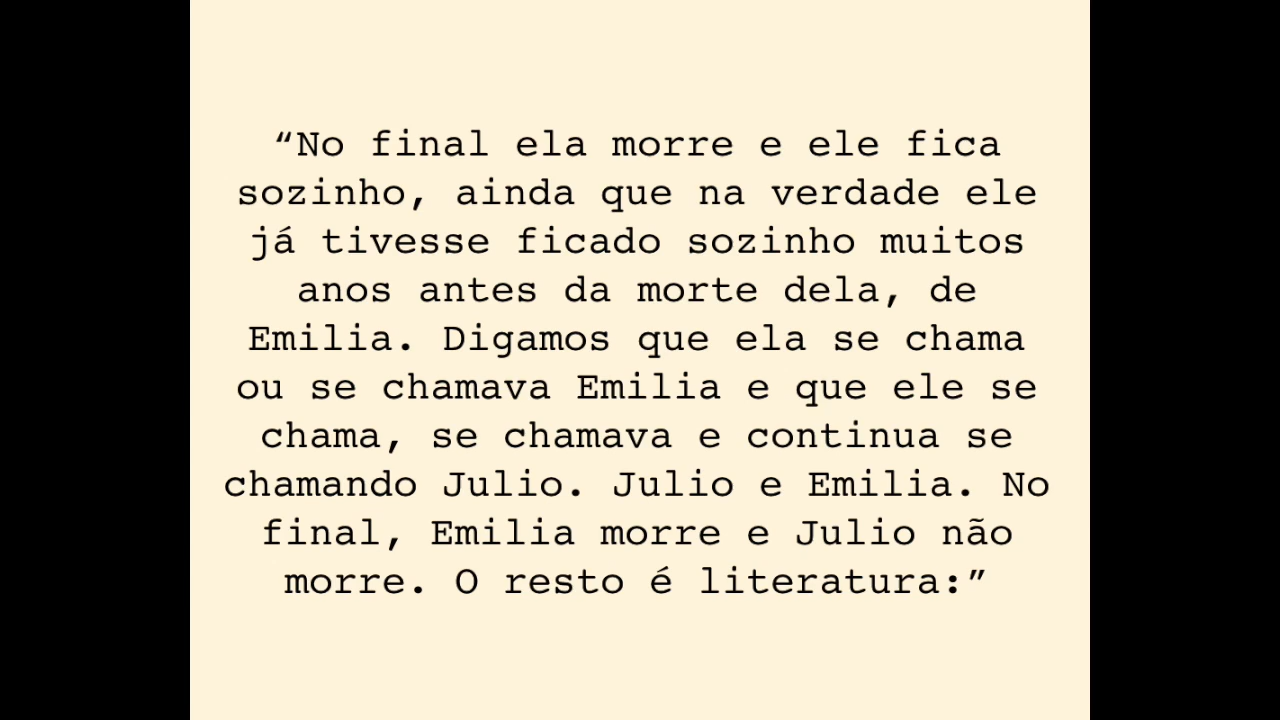 “No final ela morre e ele fica
sozinho, ainda que na verdade ele
já tivesse ficado sozinho muitos
anos antes da morte dela, de
Emilia. Digamos que ela se chama
ou se chamava Emilia e que ele se
chama, se chamava e continua se
chamando Julio. Julio e Emilia. No
final, Emilia morre e Julio não
morre. O resto é literatura:”